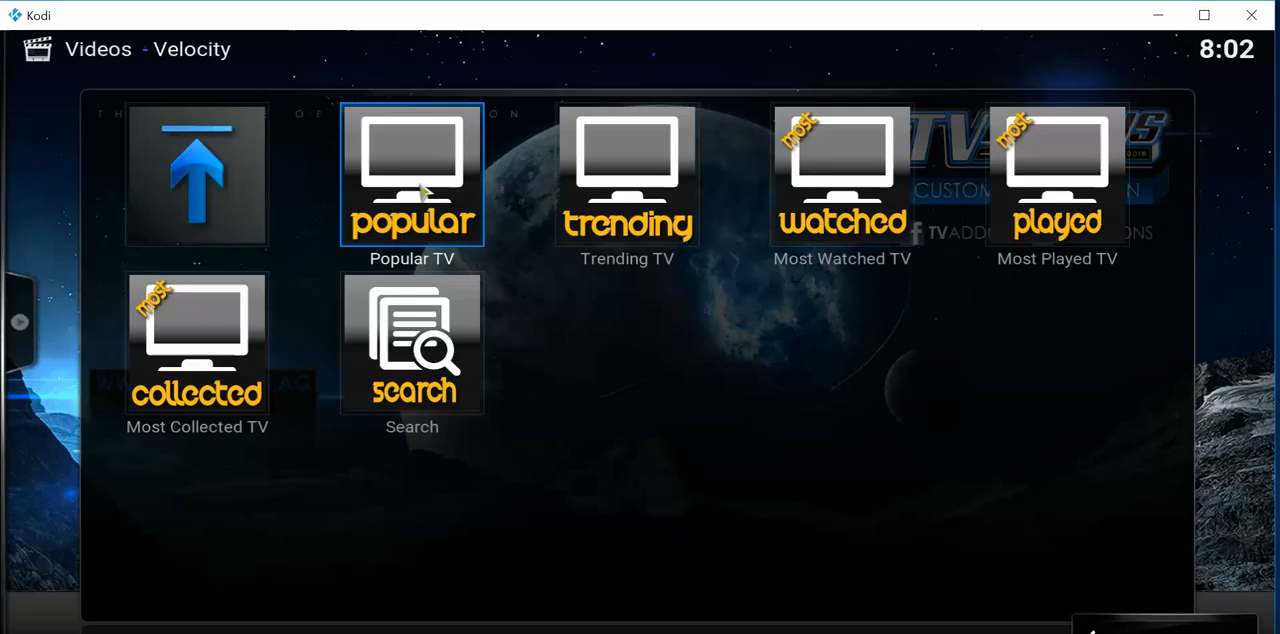 Kodi
Videos - Velocity
8:02
popular
trending
most
watched
most
played
CUSTOM
..
Popular TV
Trending TV
Most Watched TV
Most Played TV
most
collected
search
Most Collected TV
Search